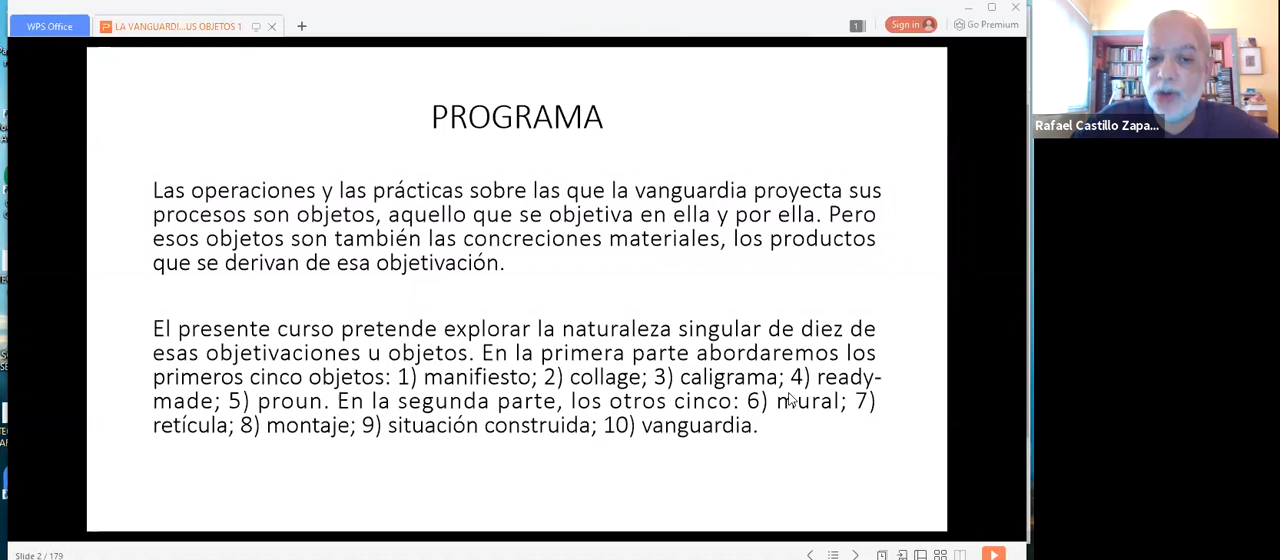 WPS Office
LA VANGUARDI...US OBJETOS 1
1
Sign in
Go Premium
PROGRAMA
Las operaciones y las prácticas sobre las que la vanguardia proyecta sus
procesos son objetos, aquello que se objetiva en ella y por ella. Pero
esos objetos son también las concreciones materiales, los productos
que se derivan de esa objetivación.
El presente curso pretende explorar la naturaleza singular de diez de
esas objetivaciones u objetos. En la primera parte abordaremos los
primeros cinco objetos: 1) manifiesto; 2) collage; 3) caligrama; 4) ready-
made; 5) proun. En la segunda parte, los otros cinco: 6) mural; 7)
retícula; 8) montaje; 9) situación construida; 10) vanguardia.
Rafael Castillo Zapa...
Slide 2 / 179